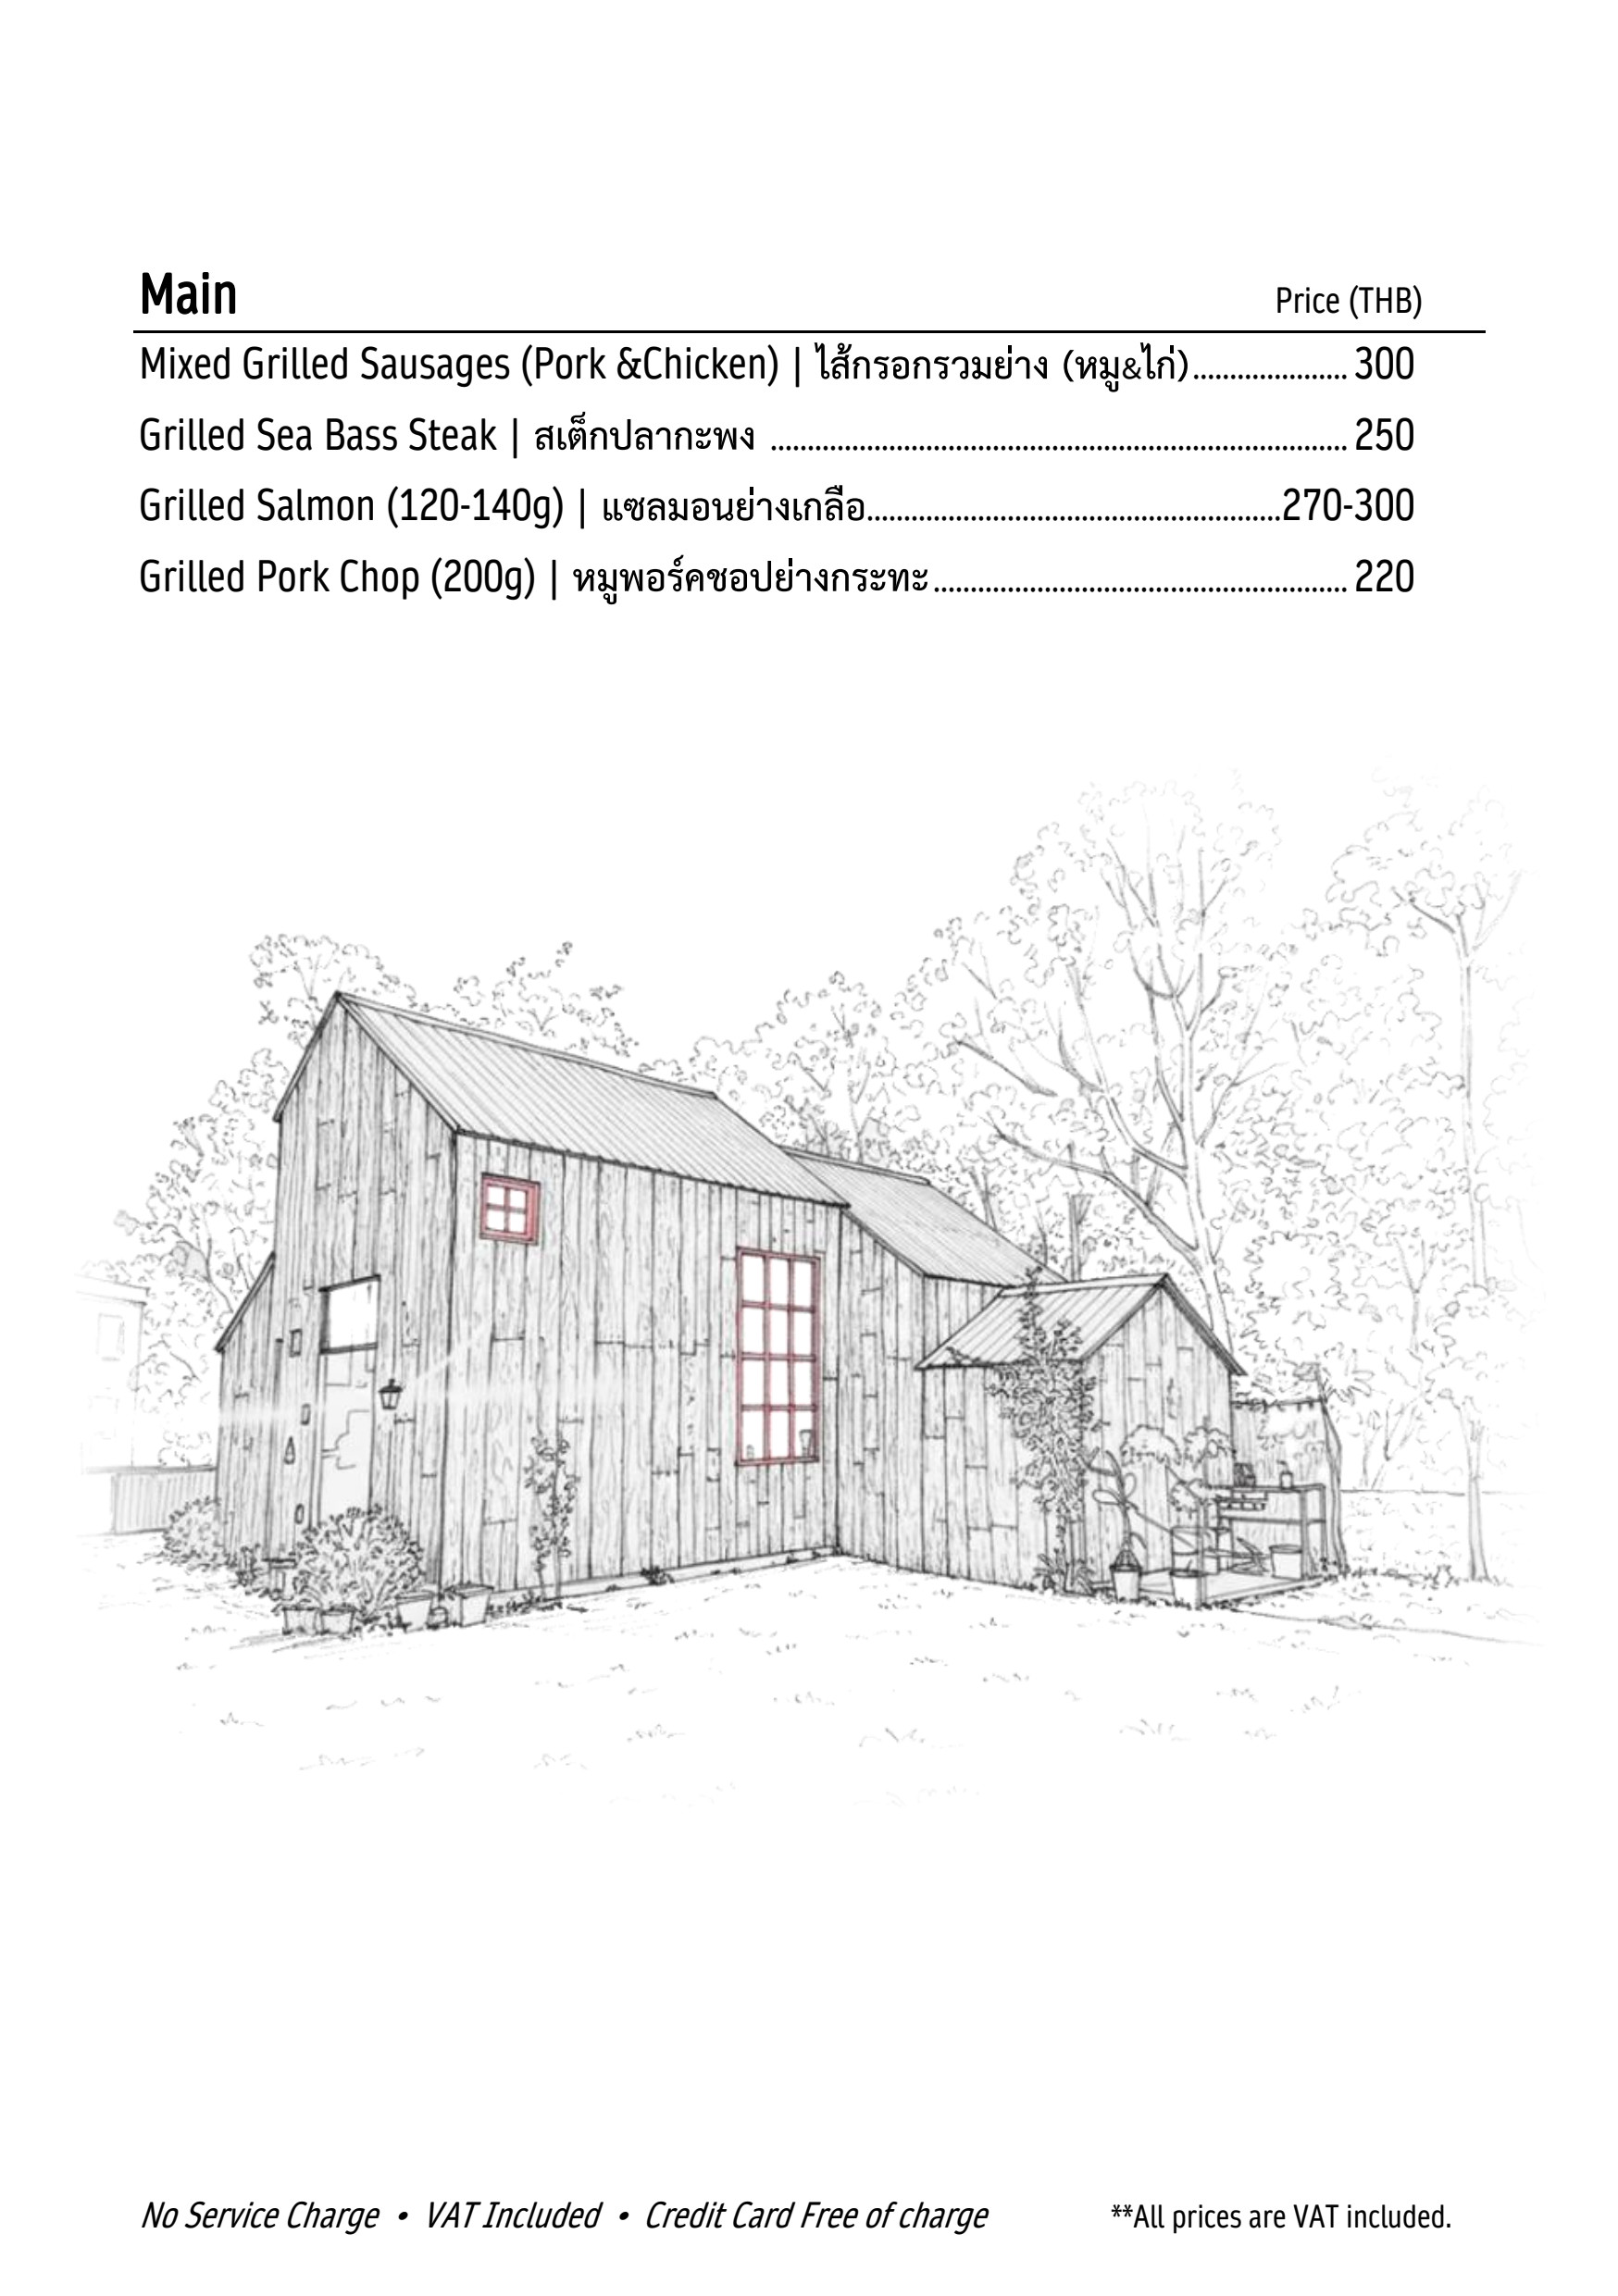 Main Price (THB)
Mixed Grilled Sausages (Pork &Chicken) | ไส้กรอกรวมย่าง (หมู&ไก่)..................... 300
Grilled Sea Bass Steak | สเต็กปลากะพง ............................................................................... 250
Grilled Salmon (120-140g) | แซลมอนย่างเกลือ.........................................................270-300
Grilled Pork Chop (200g) | หมูพอร์คชอปย่างกระทะ......................................................... 220
No Service Charge • VAT Included • Credit Card Free of charge **All prices are VAT included.